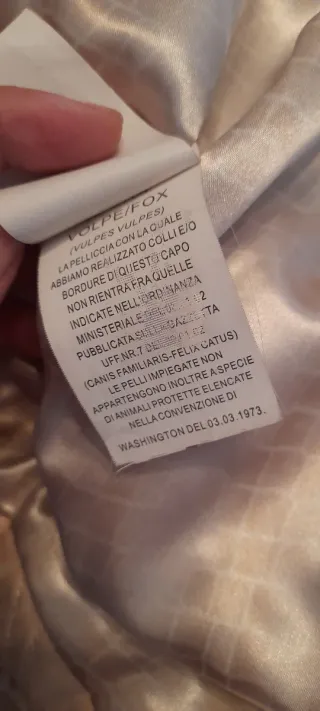 VOLPE/FOX
(VULPES VULPES)
LA PELLICCIA CON LA QUALE
ABBIAMO REALIZZATO COLLI E/O
BORDURE DI QUESTO CAPO
NON RIENTRA FRA QUELLE
INDICATE NELL'ORDINANZA
MINISTERIALE
PUBBLICATA SULLA GAZZETTA
UFF.NR.7
(CANIS FAMILIARIS-FELIX CATUS)
LE PELLI IMPIEGATE NON
APPARTENGONO INOLTRE A SPECIE
DI ANIMALI PROTETTE ELENCATE
NELLA CONVENZIONE DI
WASHINGTON DEL 03.03.1973.